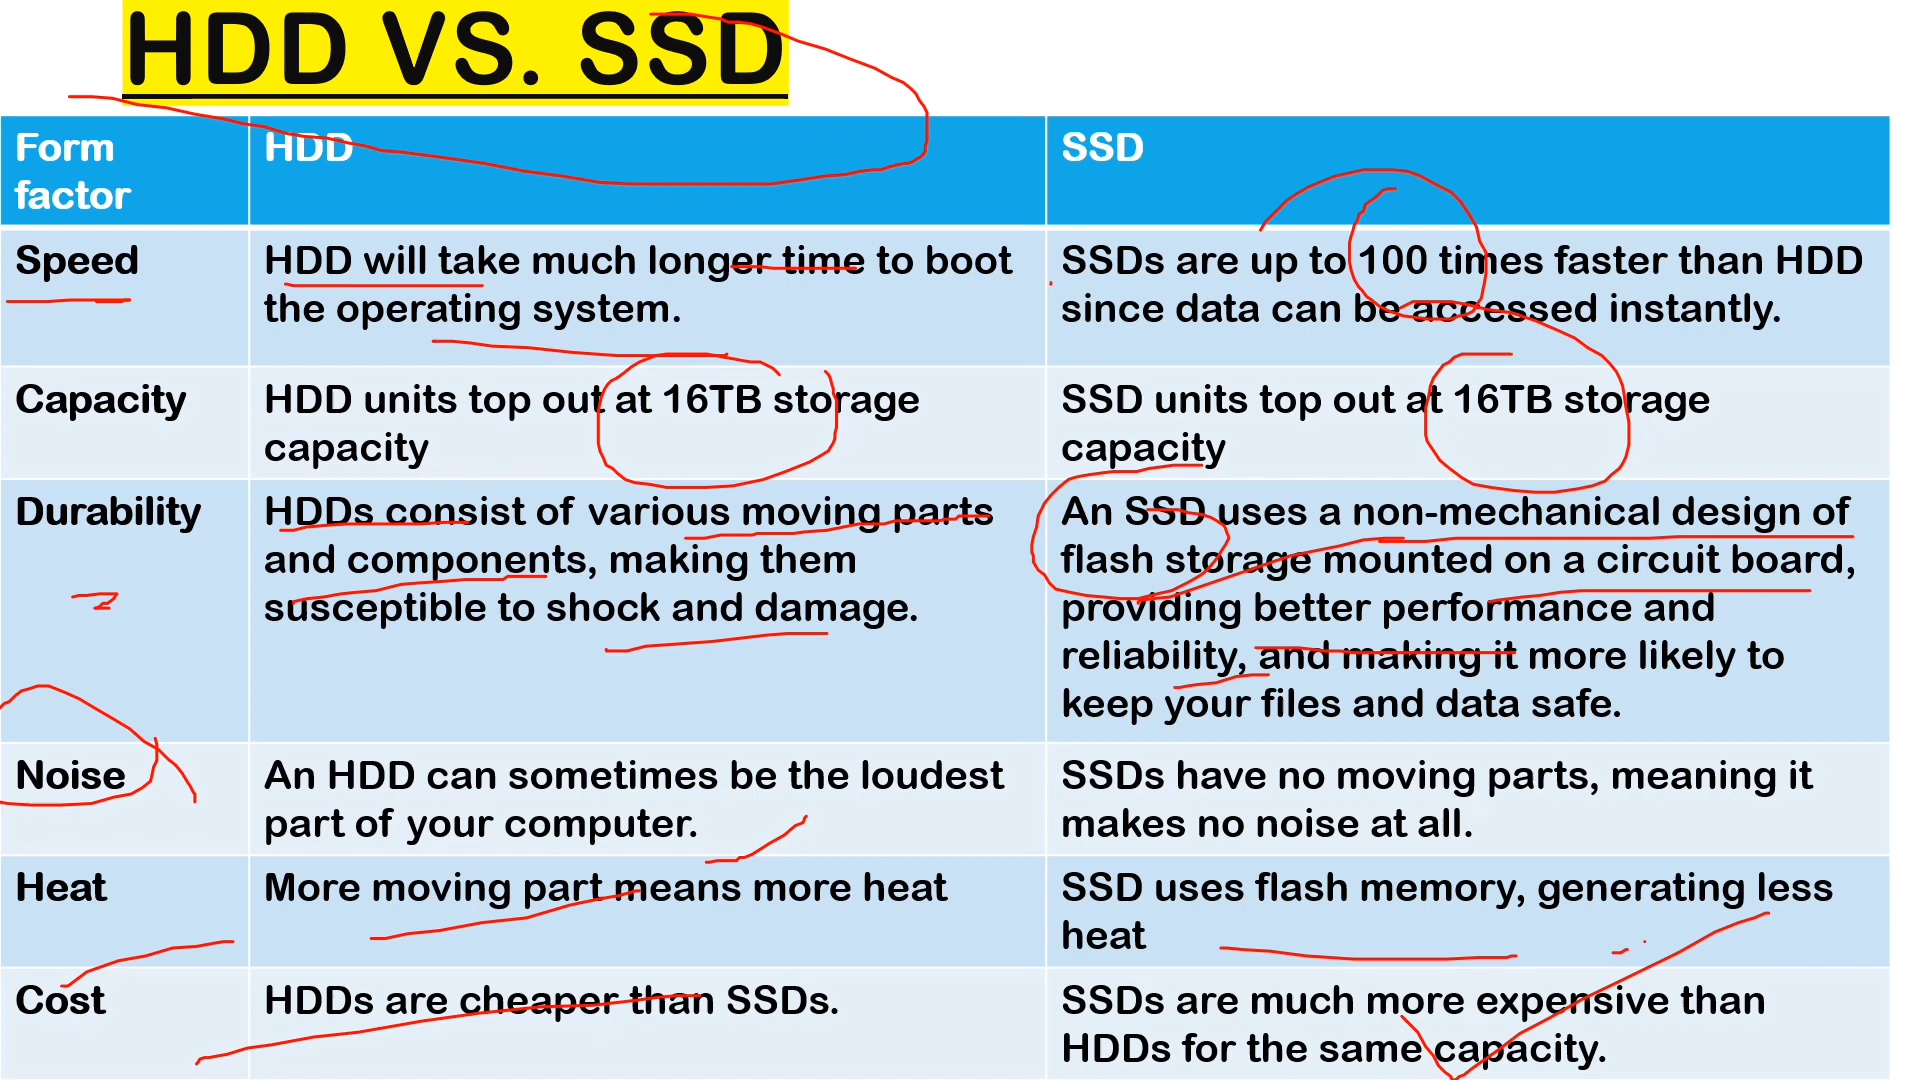 HDD VS. SSD
Form
factor
HDD
SSD
Speed
HDD will take much longer time to boot
the operating system.
SSDs are up to 100 times faster than HDD
since data can be accessed instantly.
Capacity
HDD units top out at 16TB storage
capacity
SSD units top out at 16TB storage
capacity
Durability
HDDs consist of various moving parts
and components, making them
susceptible to shock and damage.
An SSD uses a non-mechanical design of
flash storage mounted on a circuit board,
providing better performance and
reliability, and making it more likely to
keep your files and data safe.
Noise
An HDD can sometimes be the loudest
part of your computer.
SSDs have no moving parts, meaning it
makes no noise at all.
Heat
More moving part means more heat
SSD uses flash memory, generating less
heat
Cost
HDDs are cheaper than SSDs.
SSDs are much more expensive than
HDDs for the same capacity.